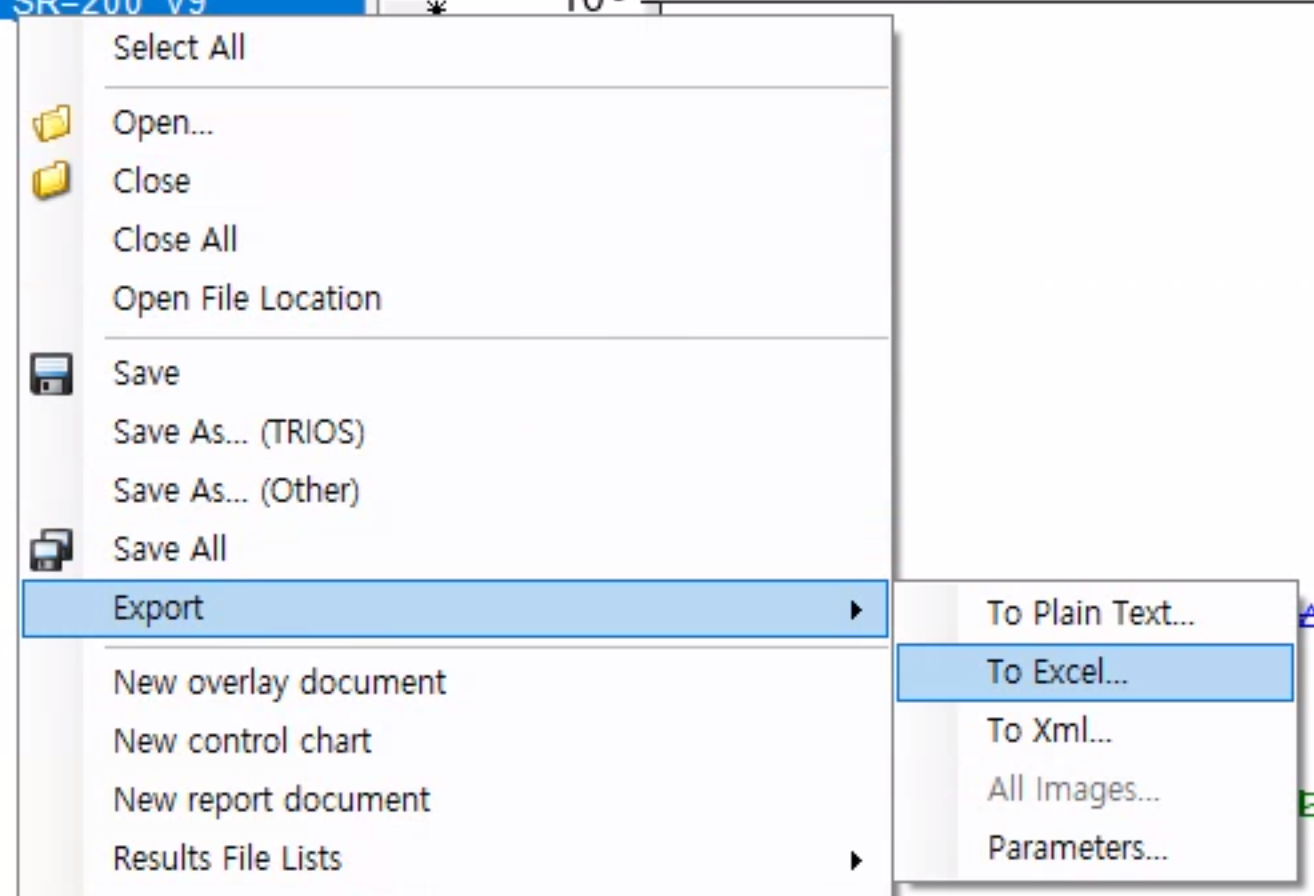 SR-200 V9
Select All
Open...
Close
Close All
Open File Location
Save
Save As... (TRIOS)
Save As... (Other)
Save All
Export
To Plain Text...
To Excel...
To Xml...
All Images...
Parameters...
New overlay document
New control chart
New report document
Results File Lists